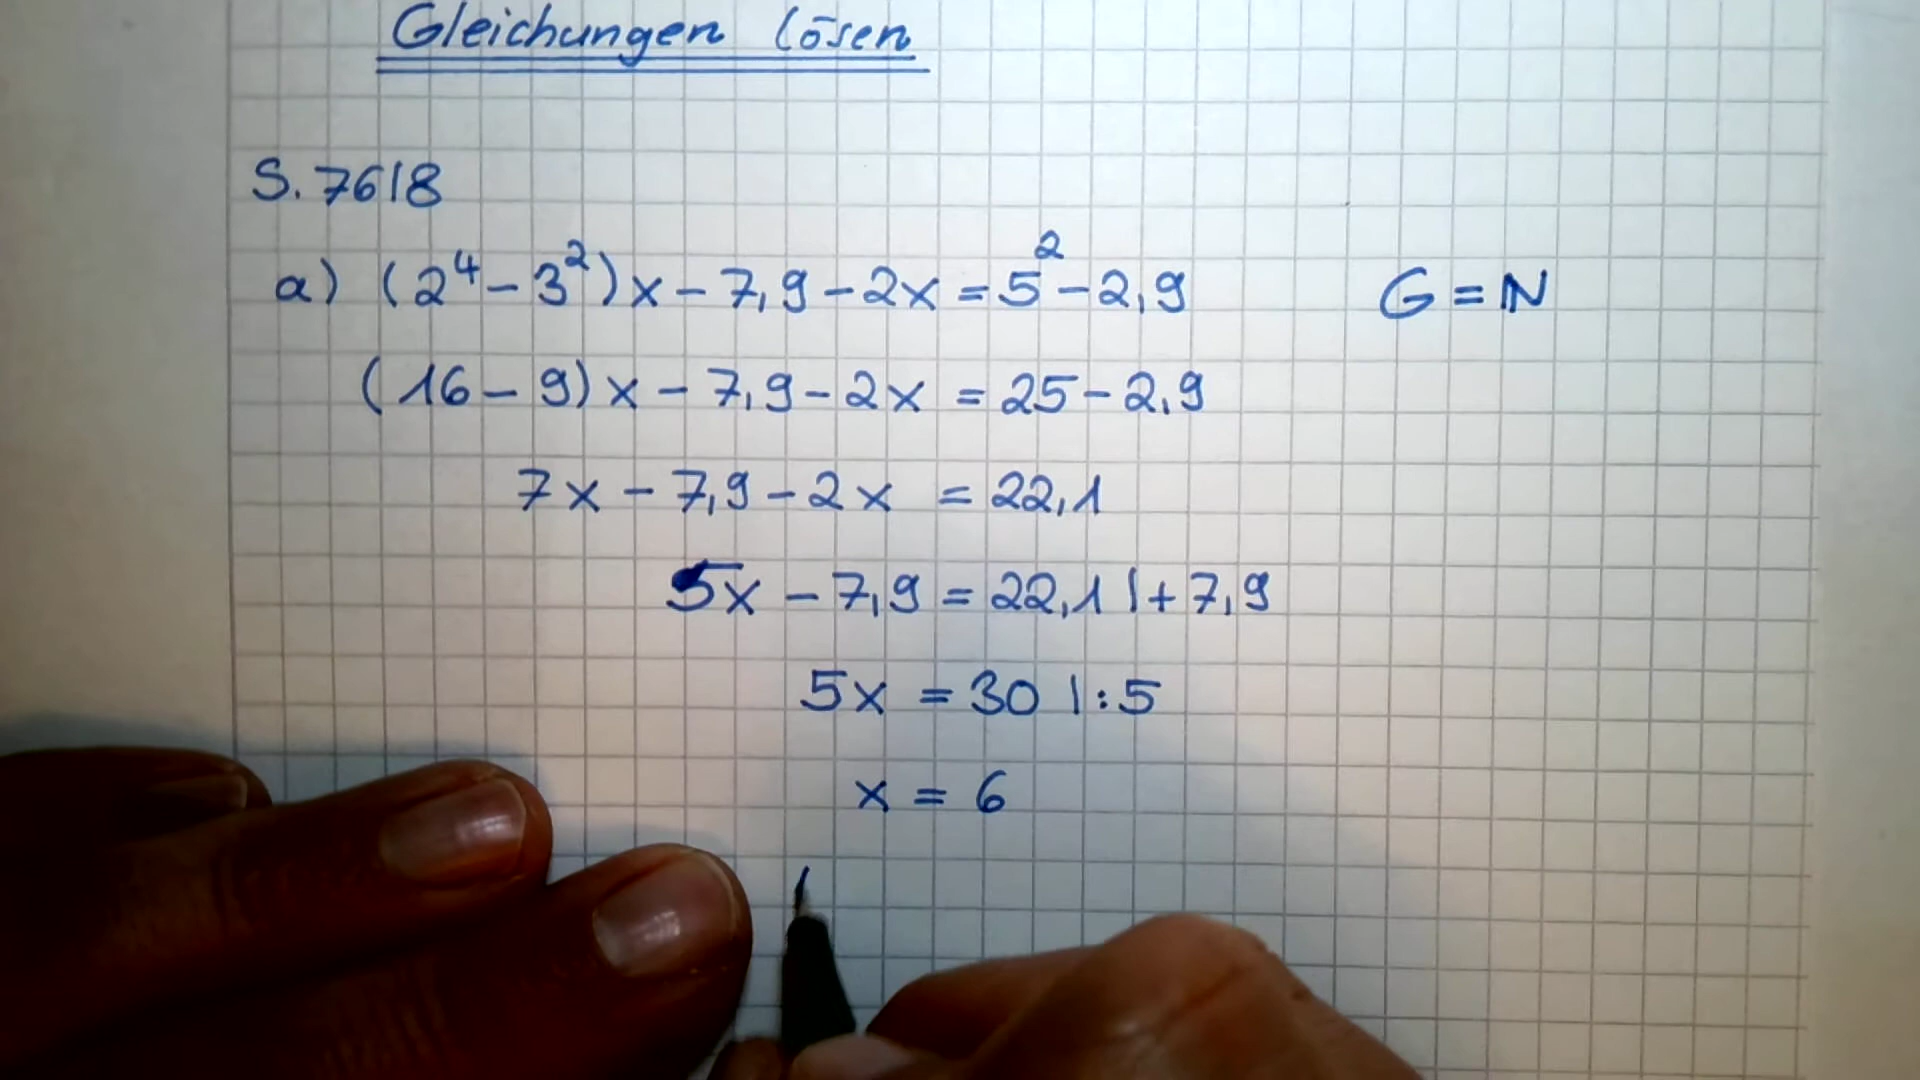 Gleichungen lösen
S. 76/8
a) (2⁴ - 3²)x - 7,9 - 2x = 5² - 2,9 G = ℕ
(16 - 9)x - 7,9 - 2x = 25 - 2,9
7x - 7,9 - 2x = 22,1
5x - 7,9 = 22,1 | + 7,9
5x = 30 | : 5
x = 6